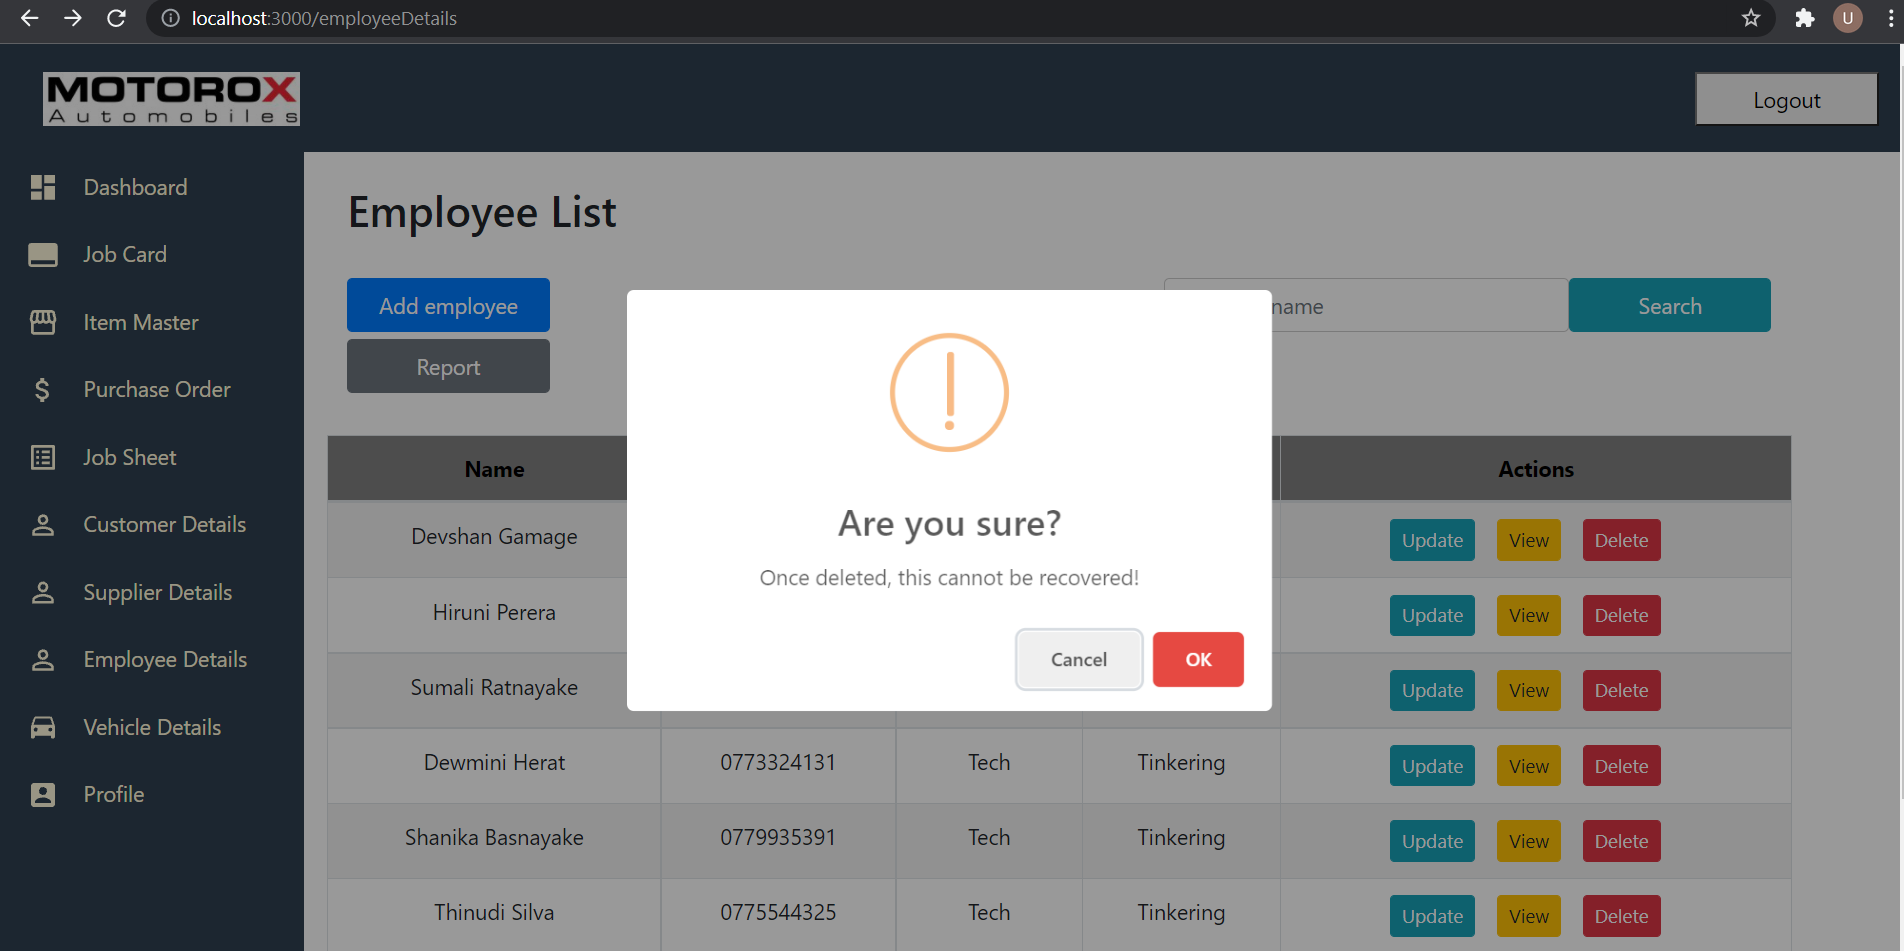 localhost:3000/employeeDetails
U
MOTOROX
Automobiles
Logout
Dashboard
Job Card
Item Master
Purchase Order
Job Sheet
Customer Details
Supplier Details
Employee Details
Vehicle Details
Profile
Employee List
Add employee
name
Search
Report
Are you sure?
Once deleted, this cannot be recovered!
Cancel
OK
Name Actions
Devshan Gamage Update View Delete
Hiruni Perera Update View Delete
Sumali Ratnayake Update View Delete
Dewmini Herat 0773324131 Tech Tinkering Update View Delete
Shanika Basnayake 0779935391 Tech Tinkering Update View Delete
Thinudi Silva 0775544325 Tech Tinkering Update View Delete